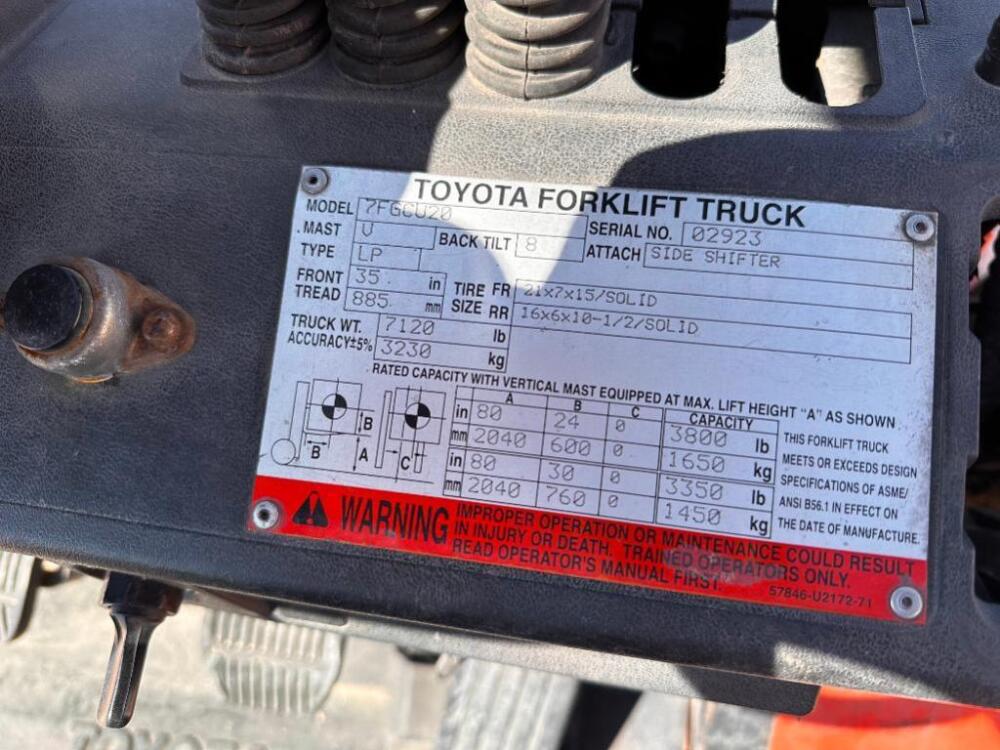 TOYOTA FORKLIFT TRUCK
MODEL 7FGCU20 SERIAL NO. 02923
MAST V BACK TILT 8 ATTACH SIDE SHIFTER
TYPE LP
FRONT TREAD 35. in TIRE SIZE FR 21x7x15/SOLID
885. mm RR 16x6x10-1/2/SOLID
TRUCK WT. 7120 lb
ACCURACY±5% 3230 kg
RATED CAPACITY WITH VERTICAL MAST EQUIPPED AT MAX. LIFT HEIGHT "A" AS SHOWN
A B C CAPACITY
in 80 24 0 3800 lb
mm 2040 600 0 1650 kg
in 80 30 0 3350 lb
mm 2040 760 0 1450 kg
B B A C
THIS FORKLIFT TRUCK
MEETS OR EXCEEDS DESIGN
SPECIFICATIONS OF ASME/
ANSI B56.1 IN EFFECT ON
THE DATE OF MANUFACTURE.
WARNING
IMPROPER OPERATION OR MAINTENANCE COULD RESULT
IN INJURY OR DEATH. TRAINED OPERATORS ONLY.
READ OPERATOR'S MANUAL FIRST.
57846-U2172-71
TOYOTA